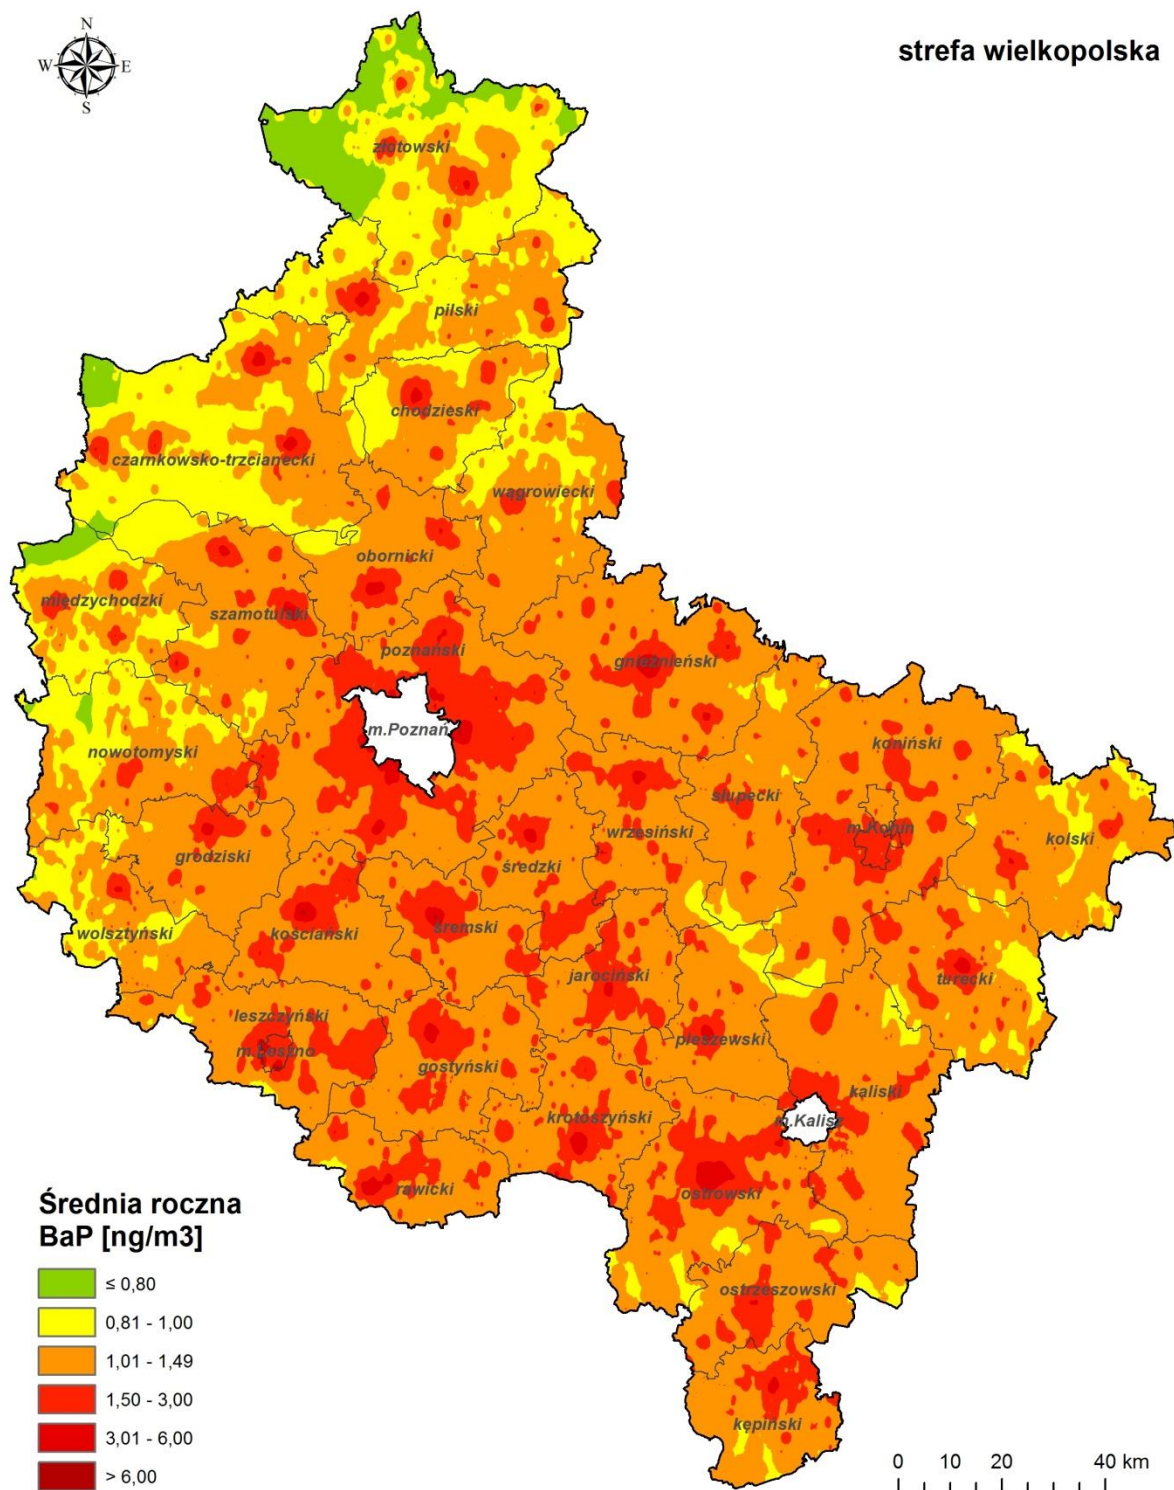 N
W E
S
strefa wielkopolska
złotowski
pilski
chodzieski
czarnkowsko-trzcianecki
wągrowiecki
obornicki
międzychodzki
szamotulski
poznański
gnieźnieński
m.Poznań
nowotomyski
koniński
słupecki
wrzesiński
m.Konin
kolski
grodziski
średzki
wolsztyński
kościański
śremski
jarociński
turecki
leszczyński
m.Leszno
gostyński
pleszewski
kaliski
krotoszyński
m.Kalisz
rawicki
ostrowski
ostrzeszowski
kępiński
Średnia roczna
BaP [ng/m3]
≤ 0,80
0,81 - 1,00
1,01 - 1,49
1,50 - 3,00
3,01 - 6,00
> 6,00
0 10 20 40 km